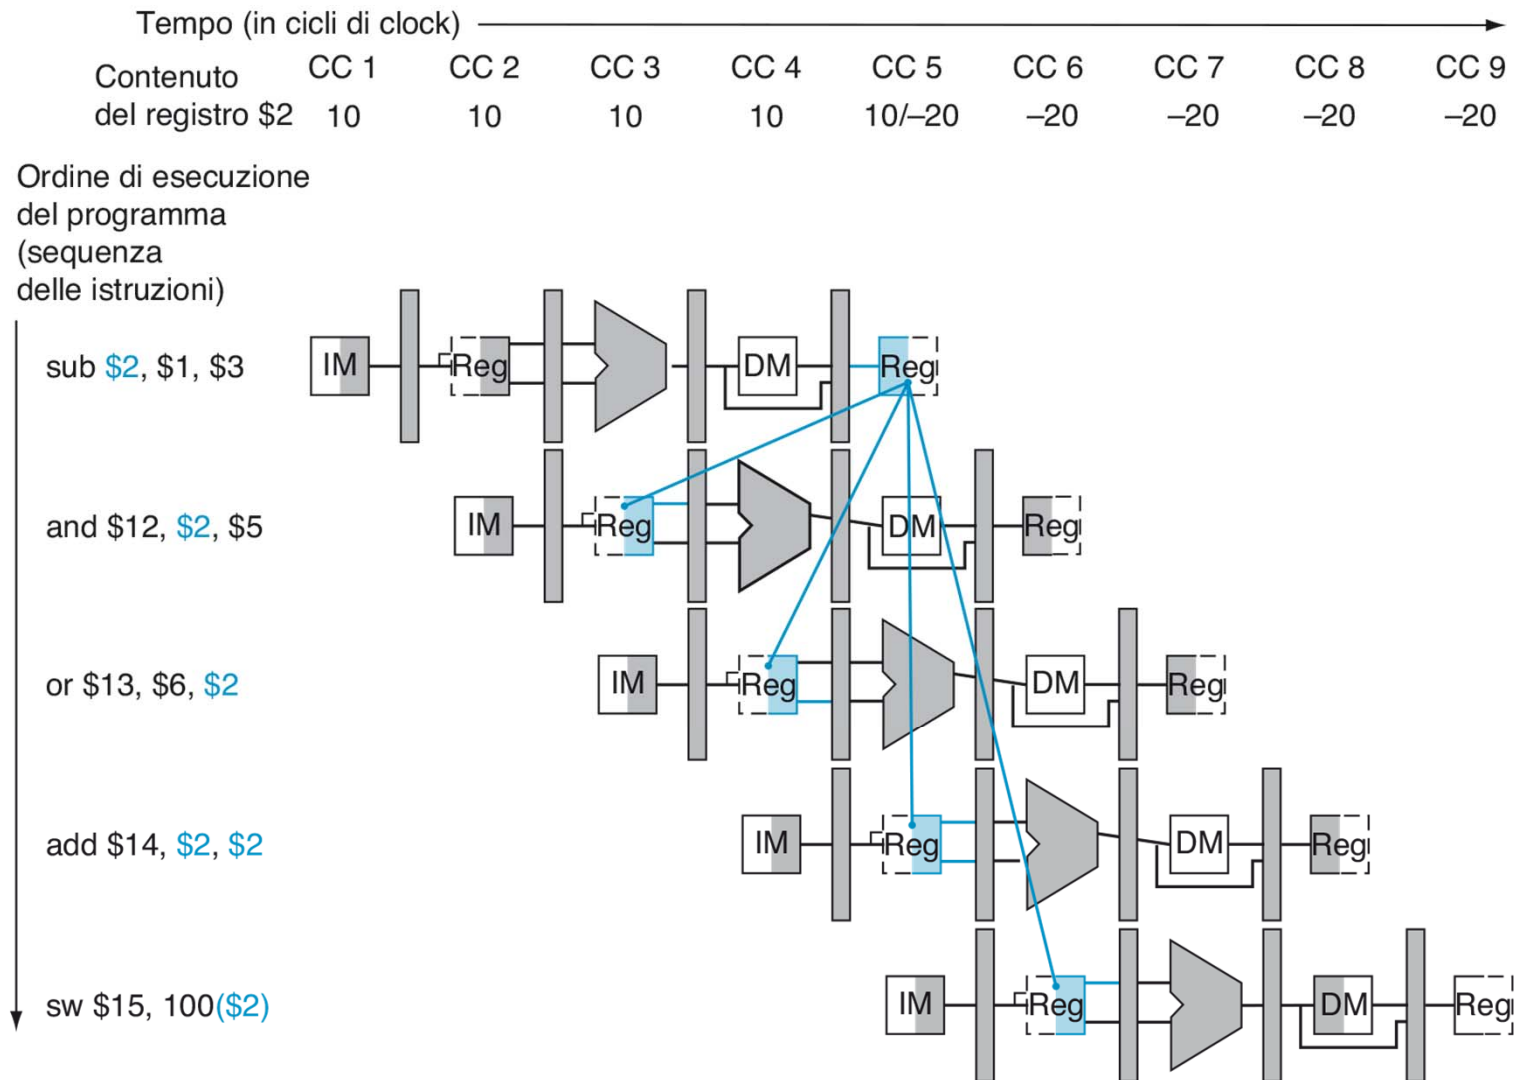 Tempo (in cicli di clock)
Contenuto
del registro $2
CC 1 CC 2 CC 3 CC 4 CC 5 CC 6 CC 7 CC 8 CC 9
10 10 10 10 10/–20 –20 –20 –20 –20
Ordine di esecuzione
del programma
(sequenza
delle istruzioni)
sub $2, $1, $3
IM Reg DM Reg
and $12, $2, $5
IM Reg DM Reg
or $13, $6, $2
IM Reg DM Reg
add $14, $2, $2
IM Reg DM Reg
sw $15, 100($2)
IM Reg DM Reg